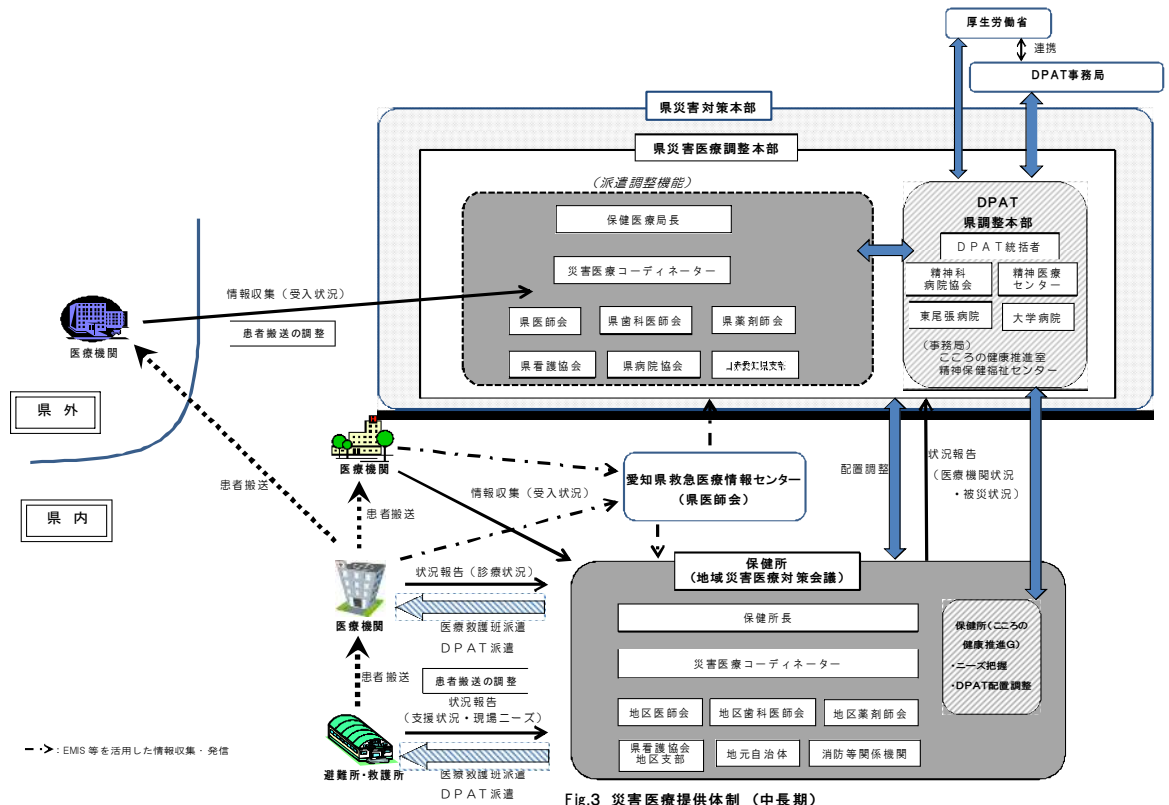 厚生労働省
連携
DPAT事務局
県災害対策本部
県災害医療調整本部
(派遣調整機能)
保健医療局長
災害医療コーディネーター
県医師会
県歯科医師会
県薬剤師会
県看護協会
県病院協会
DPAT
県調整本部
DPAT統括者
精神科
病院協会
精神医療
センター
東尾張病院
大学病院
(事務局)
こころの健康推進室
精神保健福祉センター
情報収集(受入状況)
患者搬送の調整
医療機関
県 外
県 内
患者搬送
医療機関
患者搬送
情報収集(受入状況)
愛知県救急医療情報センター
(県医師会)
配置調整
状況報告
(医療機関状況
・被災状況)
医療機関
状況報告(診療状況)
医療救護班派遣
DPAT派遣
患者搬送
患者搬送の調整
状況報告
(支援状況・現場ニーズ)
医療救護班派遣
DPAT派遣
避難所・救護所
保健所
(地域災害医療対策会議)
保健所長
災害医療コーディネーター
地区医師会
地区歯科医師会
地区薬剤師会
県看護協会
地区支部
地元自治体
消防等関係機関
保健所(こころの
健康推進G)
・ニーズ把握
・DPAT配置調整
:EMIS等を活用した情報収集・発信
Fig.3 災害医療提供体制 (中長期)